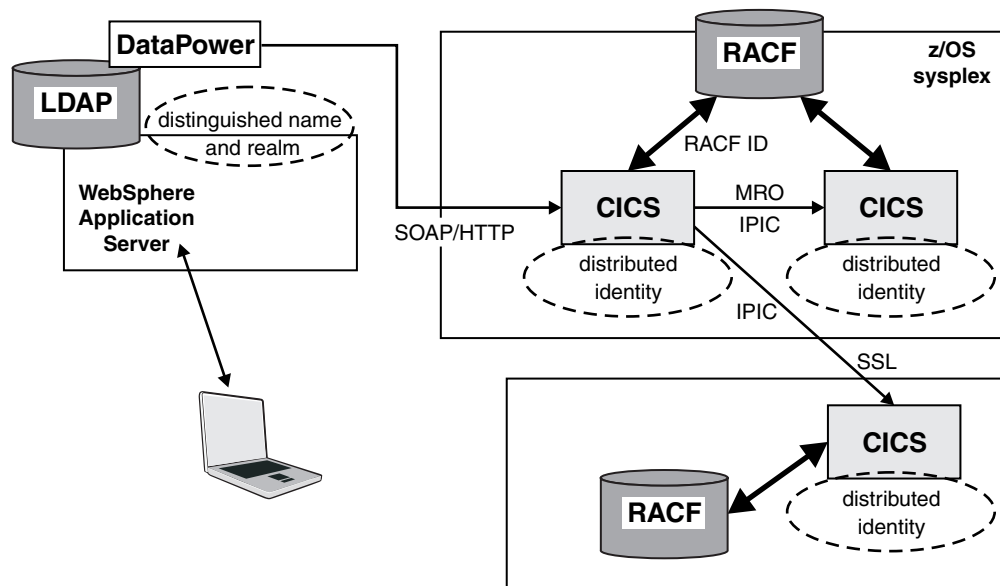 DataPower
LDAP
distinguished name
and realm
WebSphere
Application
Server
SOAP/HTTP
RACF
z/OS
sysplex
RACF ID
CICS
MRO
IPIC
CICS
distributed
identity
distributed
identity
IPIC
SSL
CICS
distributed
identity
RACF